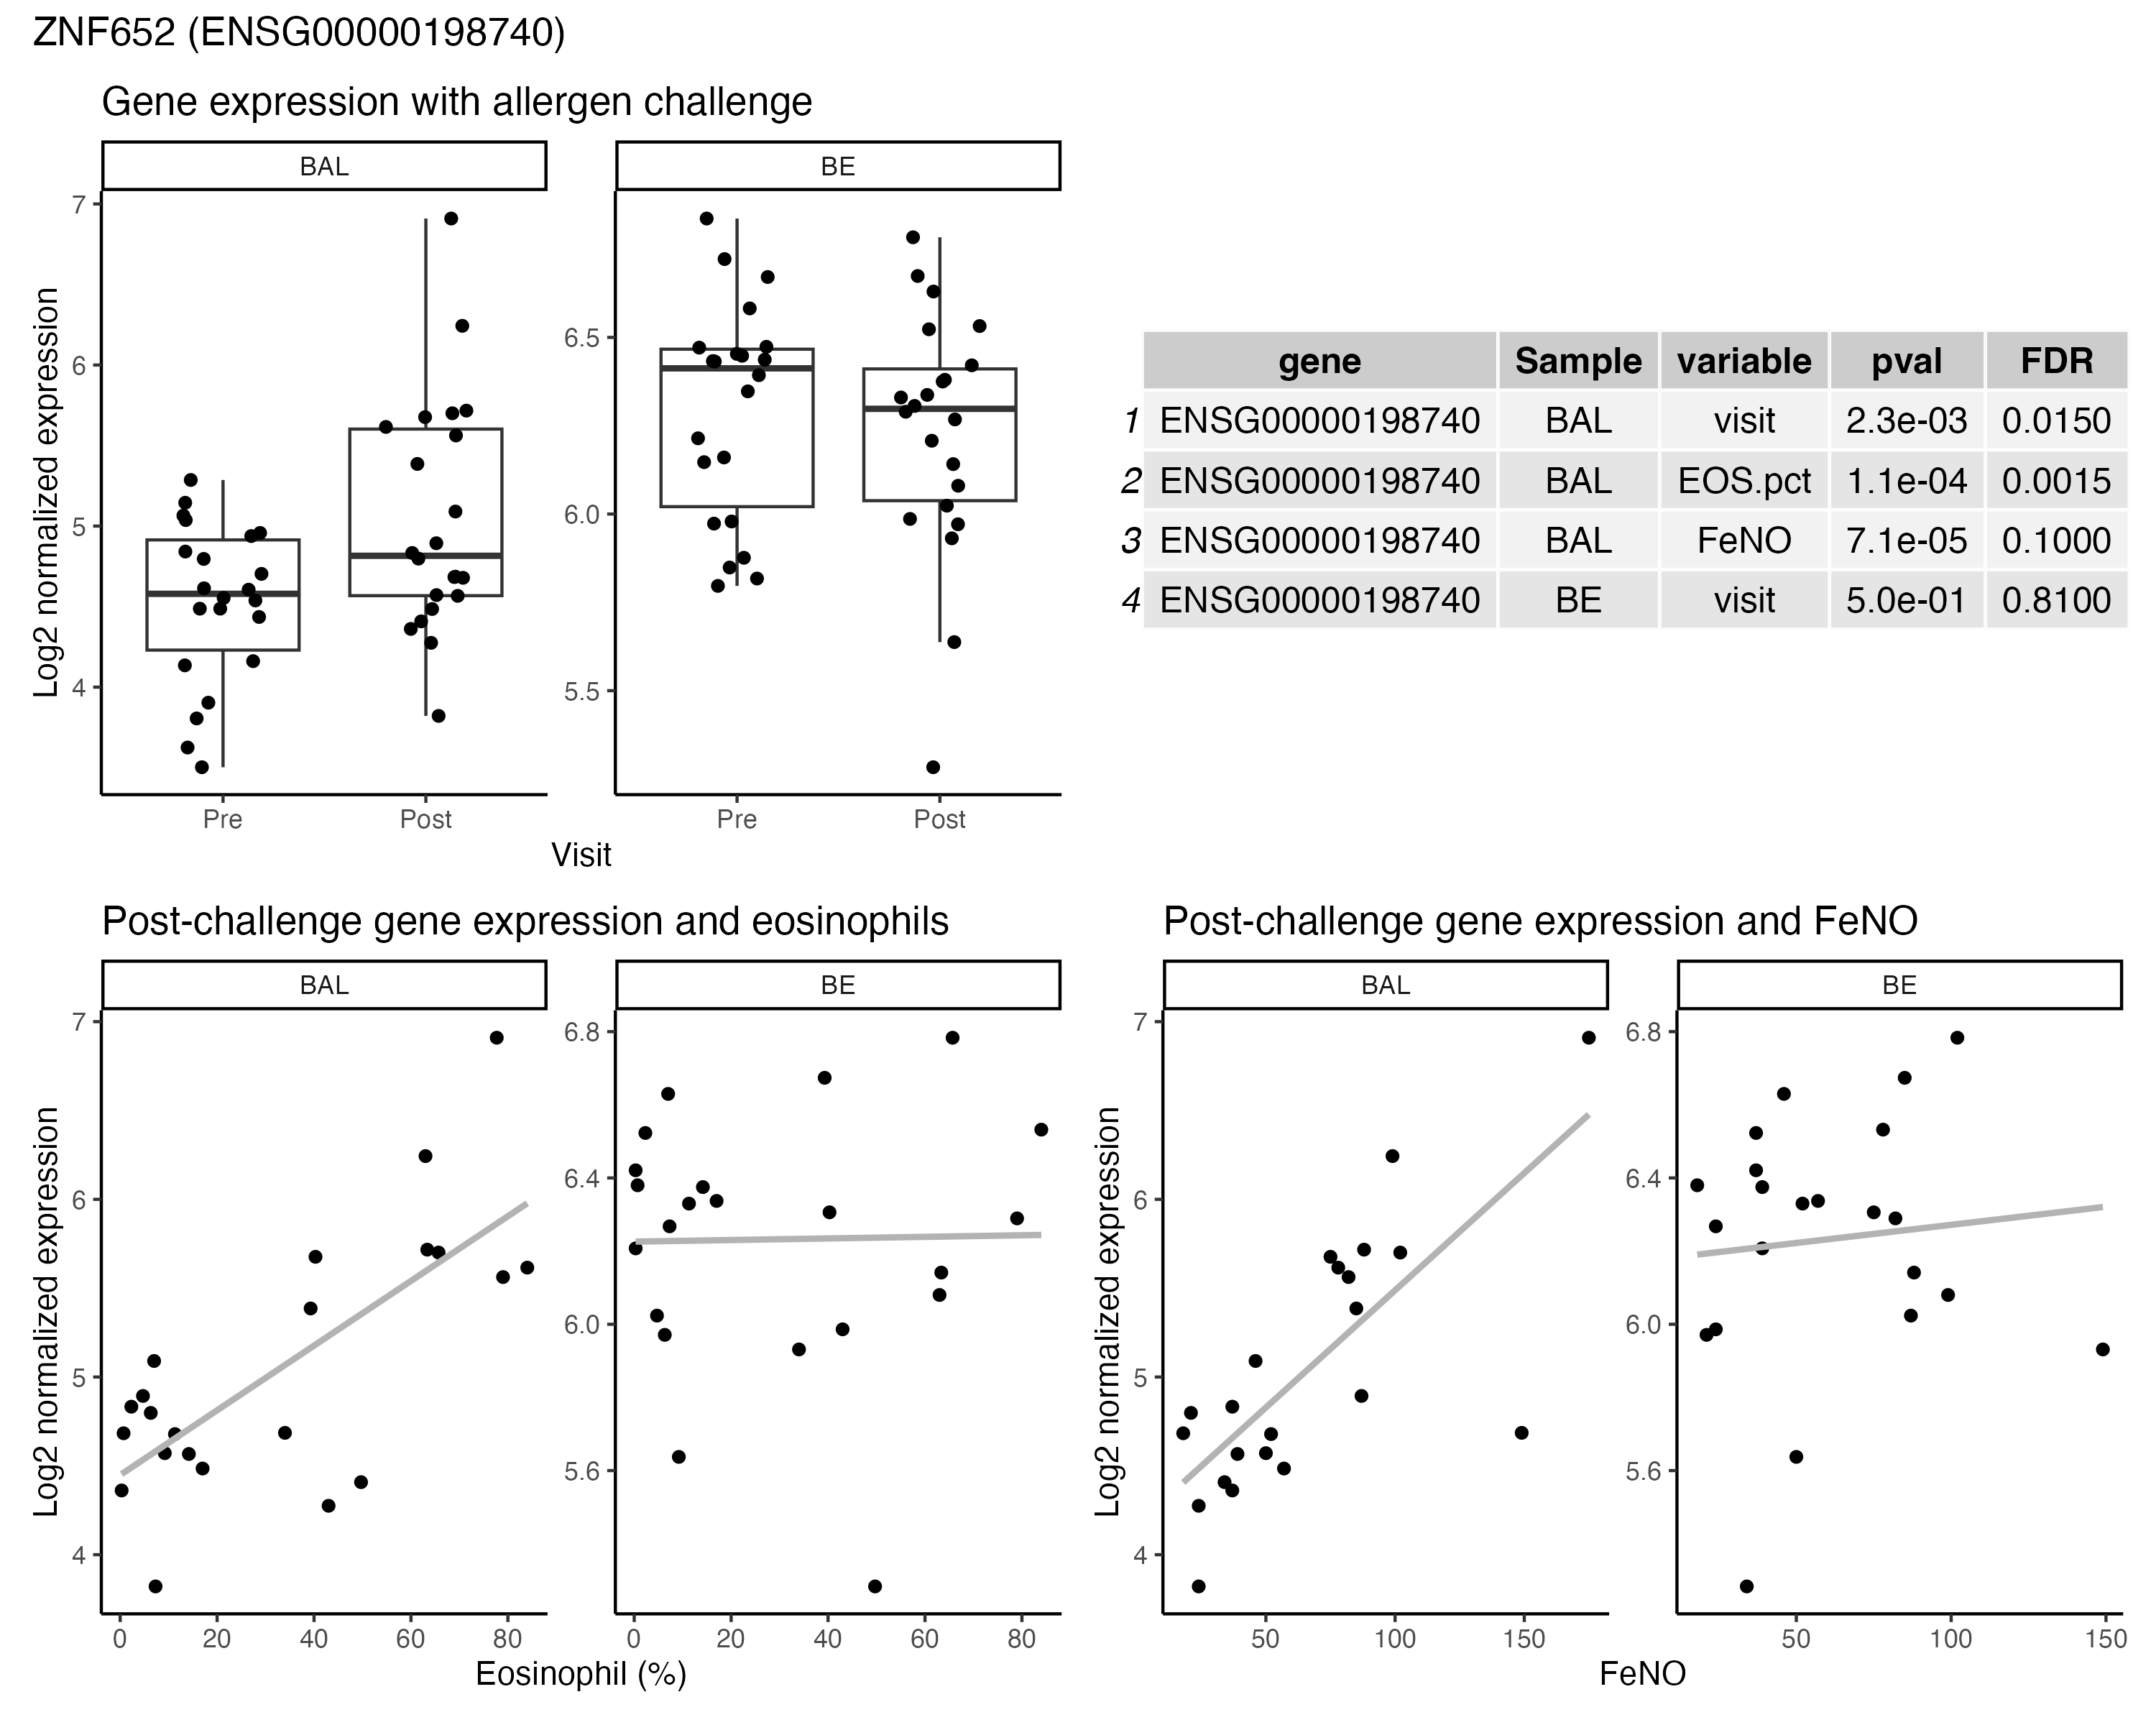 ZNF652 (ENSG00000198740)
Gene expression with allergen challenge
BAL BE
Log2 normalized expression
7
6
5
4
6.5
6.0
5.5
Pre Post Pre Post
Visit
gene Sample variable pval FDR
1 ENSG00000198740 BAL visit 2.3e-03 0.0150
2 ENSG00000198740 BAL EOS.pct 1.1e-04 0.0015
3 ENSG00000198740 BAL FeNO 7.1e-05 0.1000
4 ENSG00000198740 BE visit 5.0e-01 0.8100
Post-challenge gene expression and eosinophils
BAL BE
Log2 normalized expression
7
6
5
4
6.8
6.4
6.0
5.6
0 20 40 60 80 0 20 40 60 80
Eosinophil (%)
Post-challenge gene expression and FeNO
BAL BE
Log2 normalized expression
7
6
5
4
6.8
6.4
6.0
5.6
50 100 150 50 100 150
FeNO